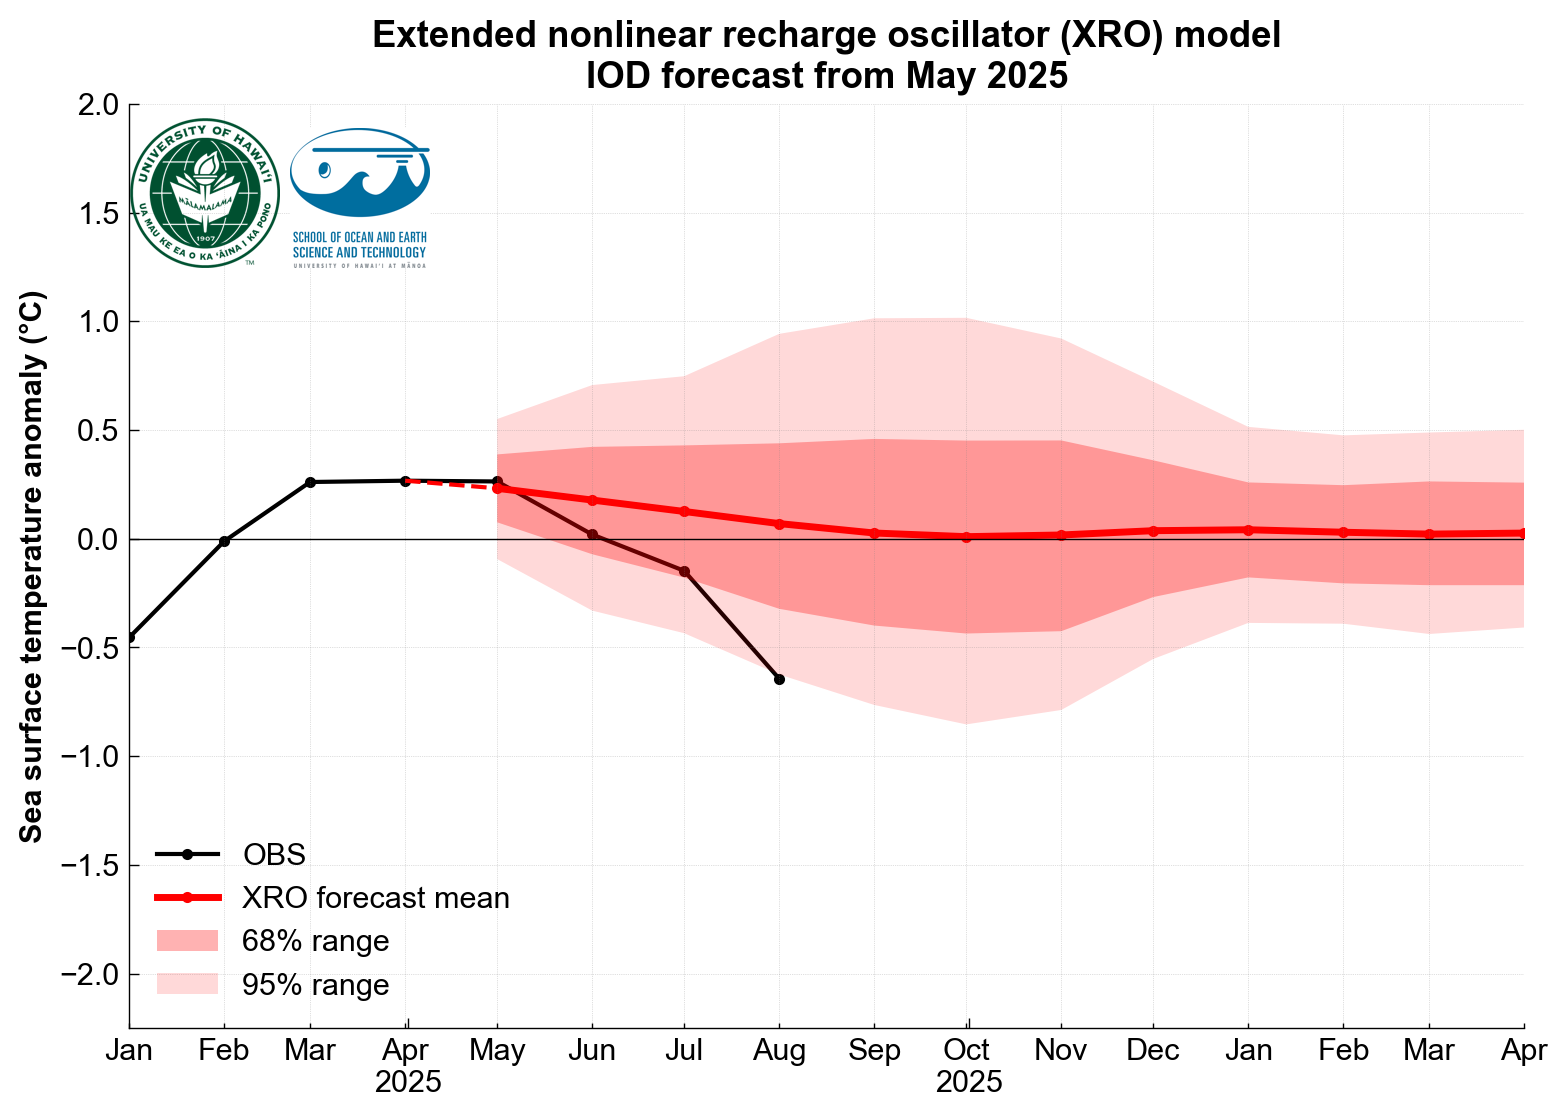 Extended nonlinear recharge oscillator (XRO) model
IOD forecast from May 2025
Sea surface temperature anomaly (°C)
2.0
1.5
1.0
0.5
0.0
−0.5
−1.0
−1.5
−2.0
UNIVERSITY OF HAWAIʻI
MĀLAMALAMA
1907
UA MAU KE EA O KA ʻĀINA I KA PONO
TM
SCHOOL OF OCEAN AND EARTH
SCIENCE AND TECHNOLOGY
UNIVERSITY OF HAWAIʻI AT MĀNOA
OBS
XRO forecast mean
68% range
95% range
Jan Feb Mar Apr May Jun Jul Aug Sep Oct Nov Dec Jan Feb Mar Apr
2025 2025